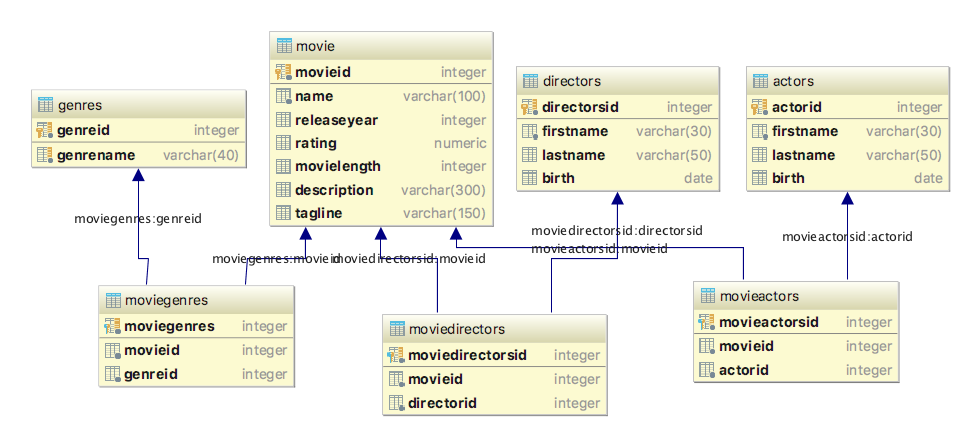 movie
movieid integer
name varchar(100)
releaseyear integer
rating numeric
movielength integer
description varchar(300)
tagline varchar(150)
genres
genreid integer
genrename varchar(40)
directors
directorsid integer
firstname varchar(30)
lastname varchar(50)
birth date
actors
actorid integer
firstname varchar(30)
lastname varchar(50)
birth date
moviegenres:genreid
moviegenres:movieid
moviedirectorsid:movieid
moviedirectorsid:directorsid
movieactorsid:movieid
movieactorsid:actorid
moviegenres
moviegenres integer
movieid integer
genreid integer
moviedirectors
moviedirectorsid integer
movieid integer
directorid integer
movieactors
movieactorsid integer
movieid integer
actorid integer